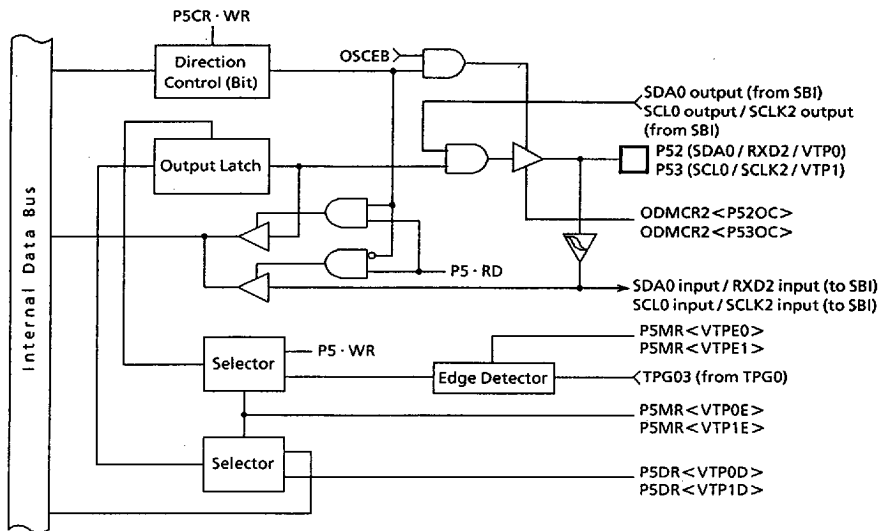 P5CR · WR
Direction
Control (Bit)
OSCEB
SDA0 output (from SBI)
SCL0 output / SCLK2 output
(from SBI)
Output Latch
P52 (SDA0 / RXD2 / VTP0)
P53 (SCL0 / SCLK2 / VTP1)
ODMCR2<P52OC>
ODMCR2<P53OC>
Internal Data Bus
P5 · RD
SDA0 input / RXD2 input (to SBI)
SCL0 input / SCLK2 input (to SBI)
P5MR<VTPE0>
P5MR<VTPE1>
Selector
P5 · WR
Edge Detector
TPG03 (from TPG0)
P5MR<VTP0E>
P5MR<VTP1E>
Selector
P5DR<VTP0D>
P5DR<VTP1D>